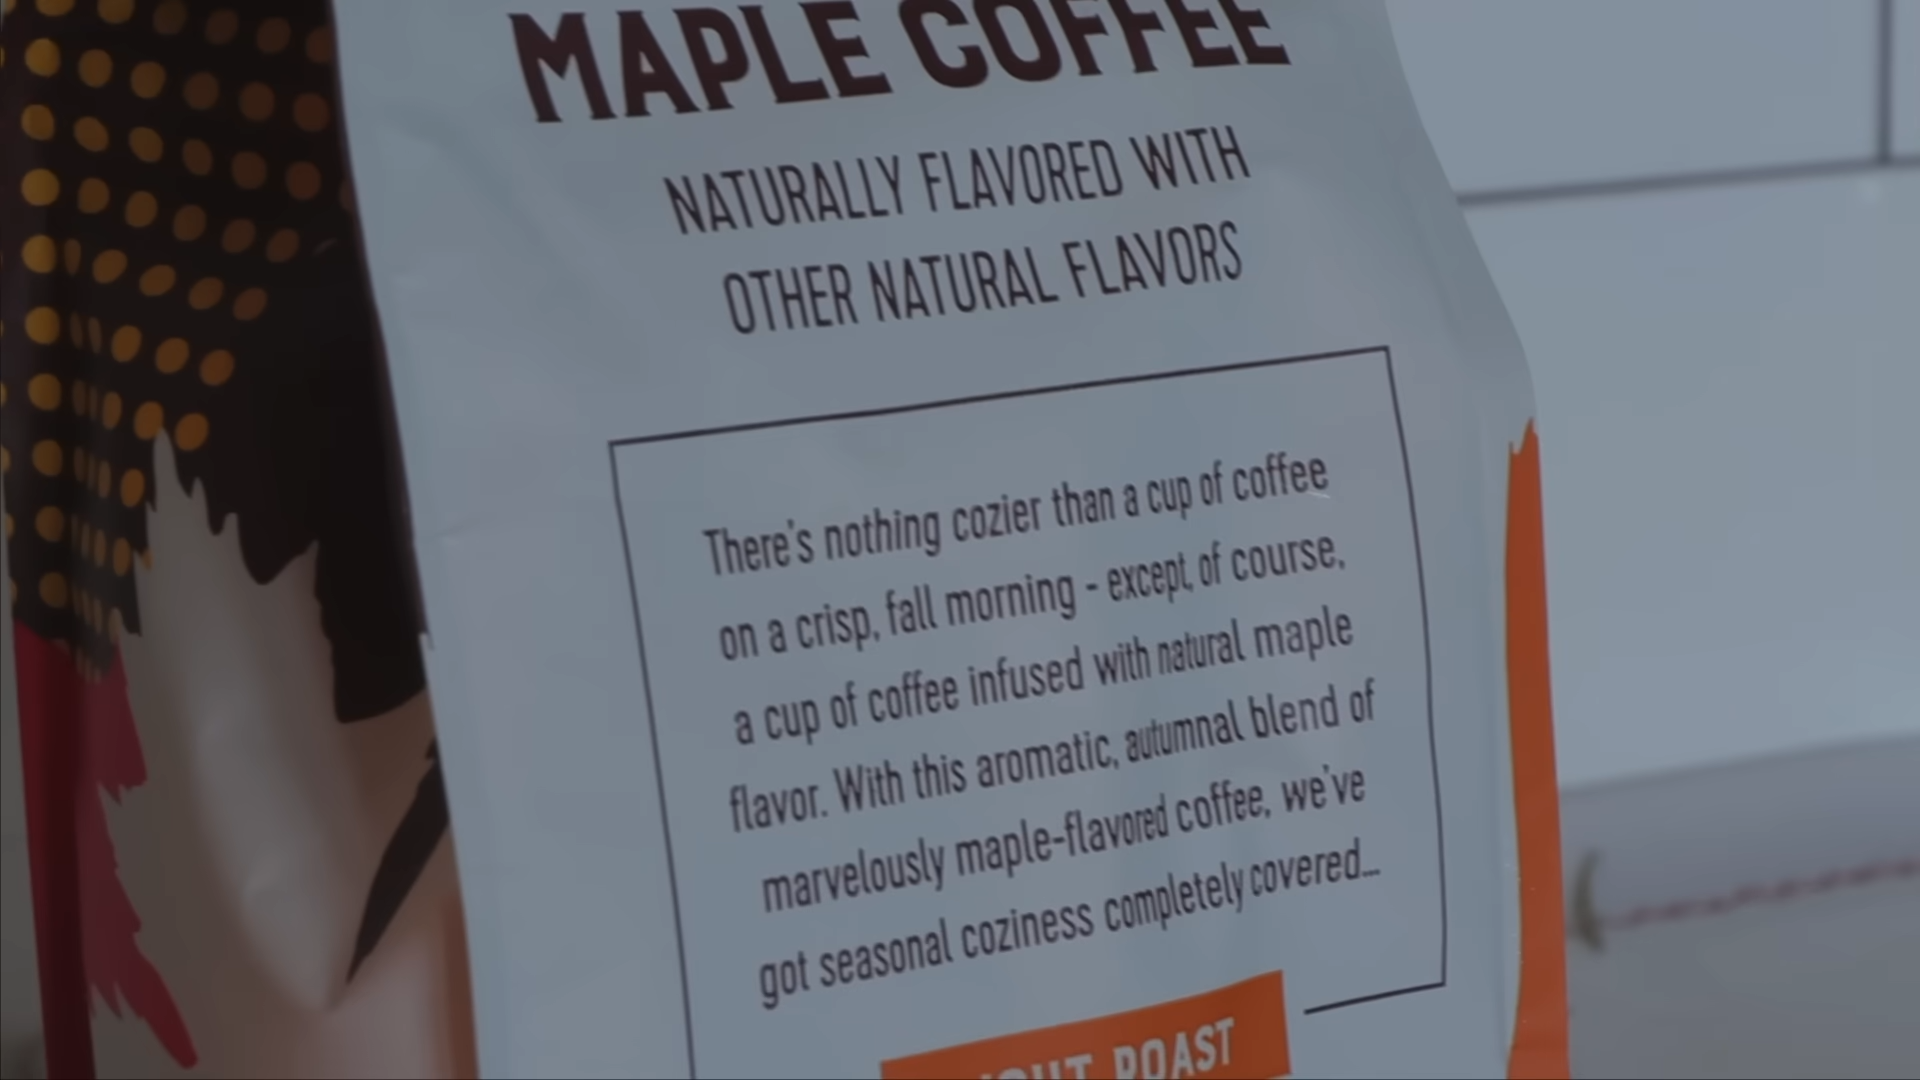 MAPLE COFFEE
NATURALLY FLAVORED WITH
OTHER NATURAL FLAVORS
There's nothing cozier than a cup of coffee
on a crisp, fall morning - except, of course,
a cup of coffee infused with natural maple
flavor. With this aromatic, autumnal blend of
marvelously maple-flavored coffee, we've
got seasonal coziness completely covered...
ROAST